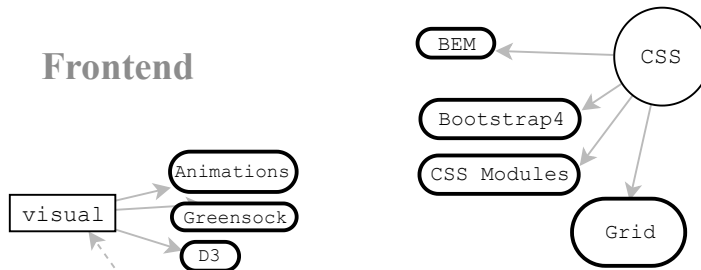 BEM
CSS
Frontend
Bootstrap4
Animations
CSS Modules
visual
Greensock
Grid
D3